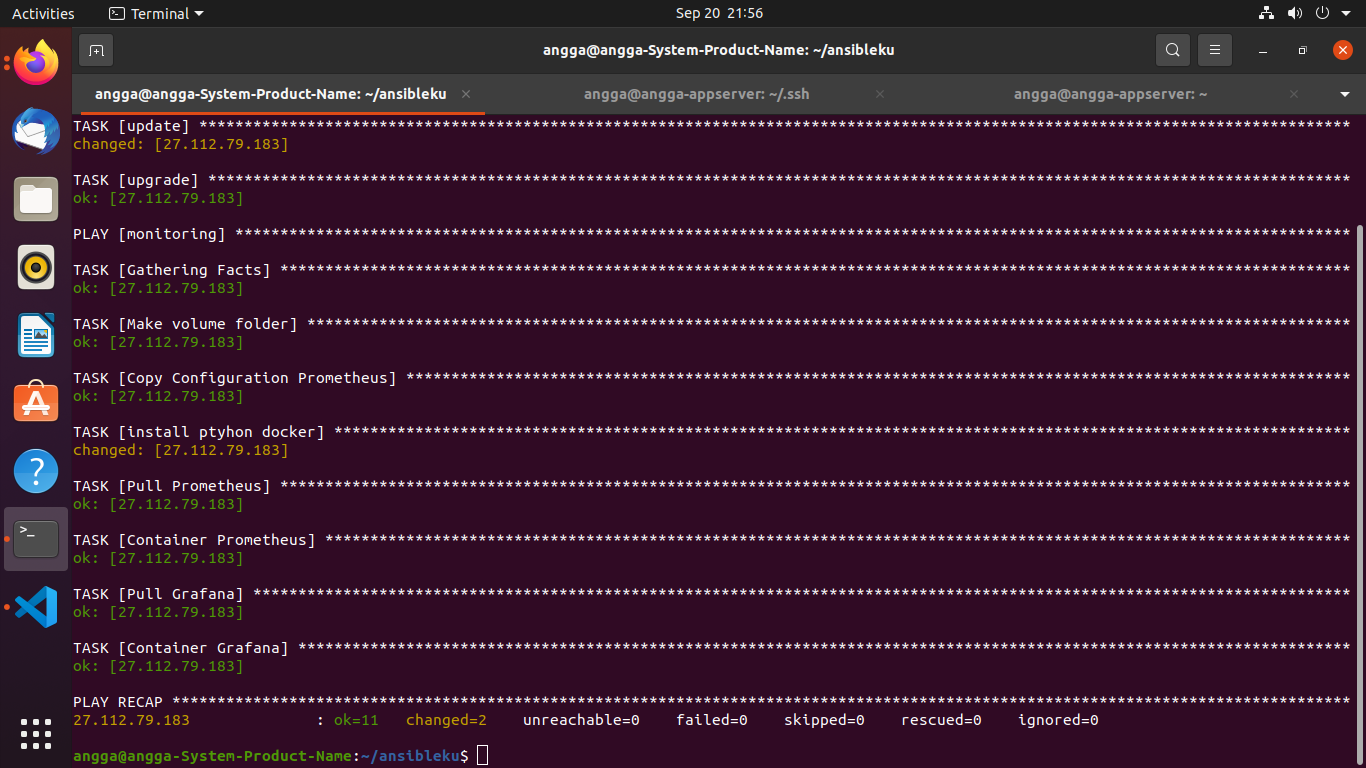 Activities
Terminal
Sep 20 21:56
angga@angga-System-Product-Name: ~/ansibleku
angga@angga-System-Product-Name: ~/ansibleku
angga@angga-appserver: ~/.ssh
angga@angga-appserver: ~
TASK [update] ********************************************************************************************************************************
changed: [27.112.79.183]
TASK [upgrade] *******************************************************************************************************************************
ok: [27.112.79.183]
PLAY [monitoring] ****************************************************************************************************************************
TASK [Gathering Facts] ***********************************************************************************************************************
ok: [27.112.79.183]
TASK [Make volume folder] ********************************************************************************************************************
ok: [27.112.79.183]
TASK [Copy Configuration Prometheus] *********************************************************************************************************
ok: [27.112.79.183]
TASK [install ptyhon docker] *****************************************************************************************************************
changed: [27.112.79.183]
TASK [Pull Prometheus] ***********************************************************************************************************************
ok: [27.112.79.183]
TASK [Container Prometheus] ******************************************************************************************************************
ok: [27.112.79.183]
TASK [Pull Grafana] **************************************************************************************************************************
ok: [27.112.79.183]
TASK [Container Grafana] *********************************************************************************************************************
ok: [27.112.79.183]
PLAY RECAP ***********************************************************************************************************************************
27.112.79.183 : ok=11 changed=2 unreachable=0 failed=0 skipped=0 rescued=0 ignored=0
angga@angga-System-Product-Name:~/ansibleku$